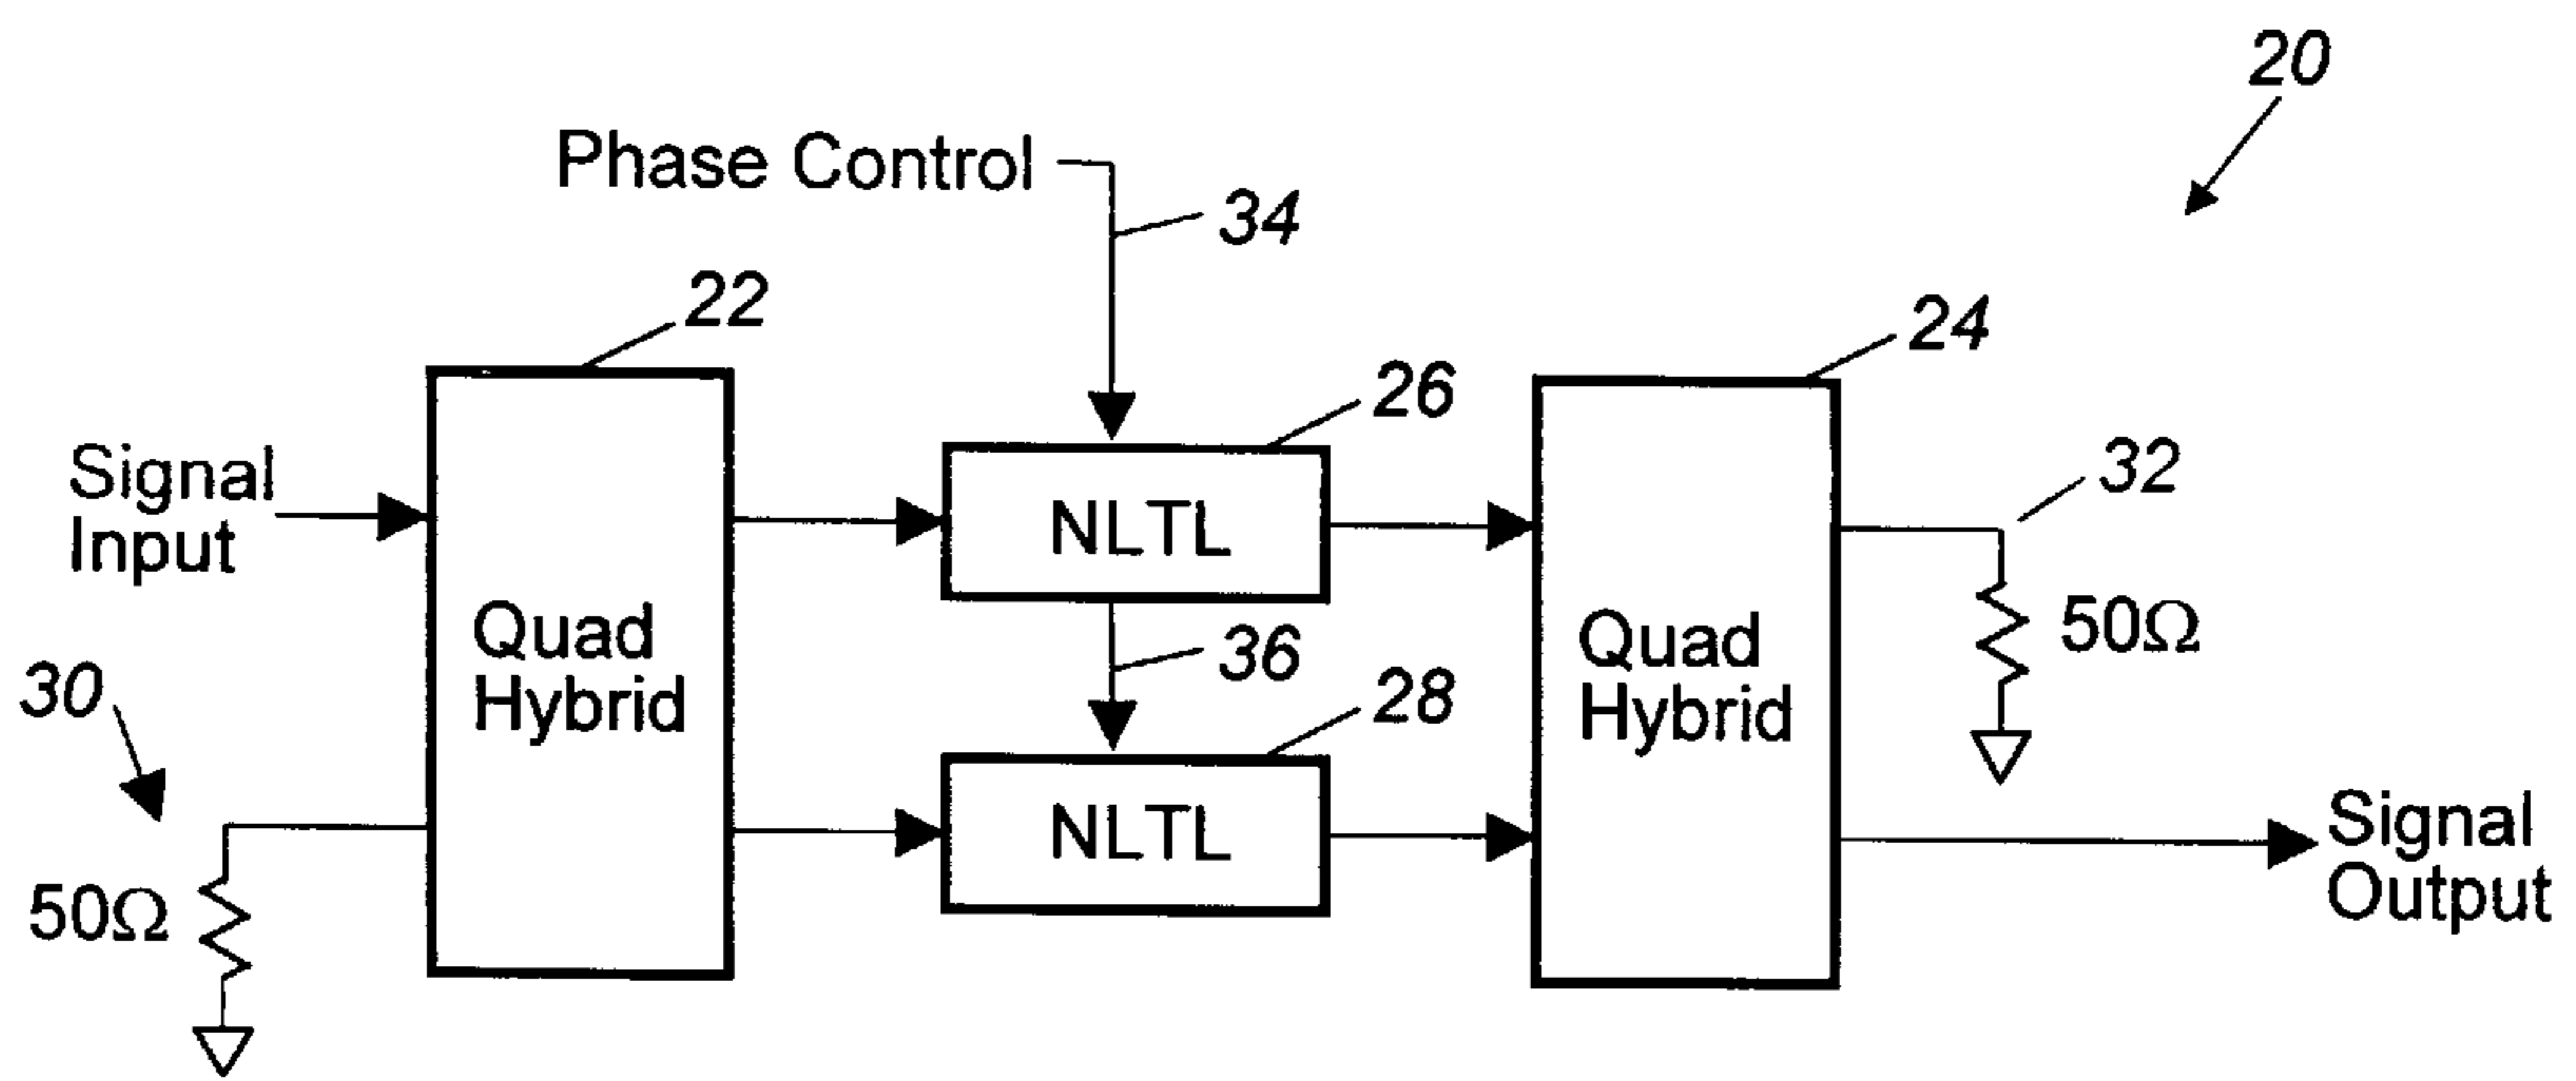 20
Phase Control
34
22
24
26
Signal
Input
32
NLTL
Quad
Hybrid
50Ω
36
Quad
Hybrid
30
28
NLTL
Signal
Output
50Ω